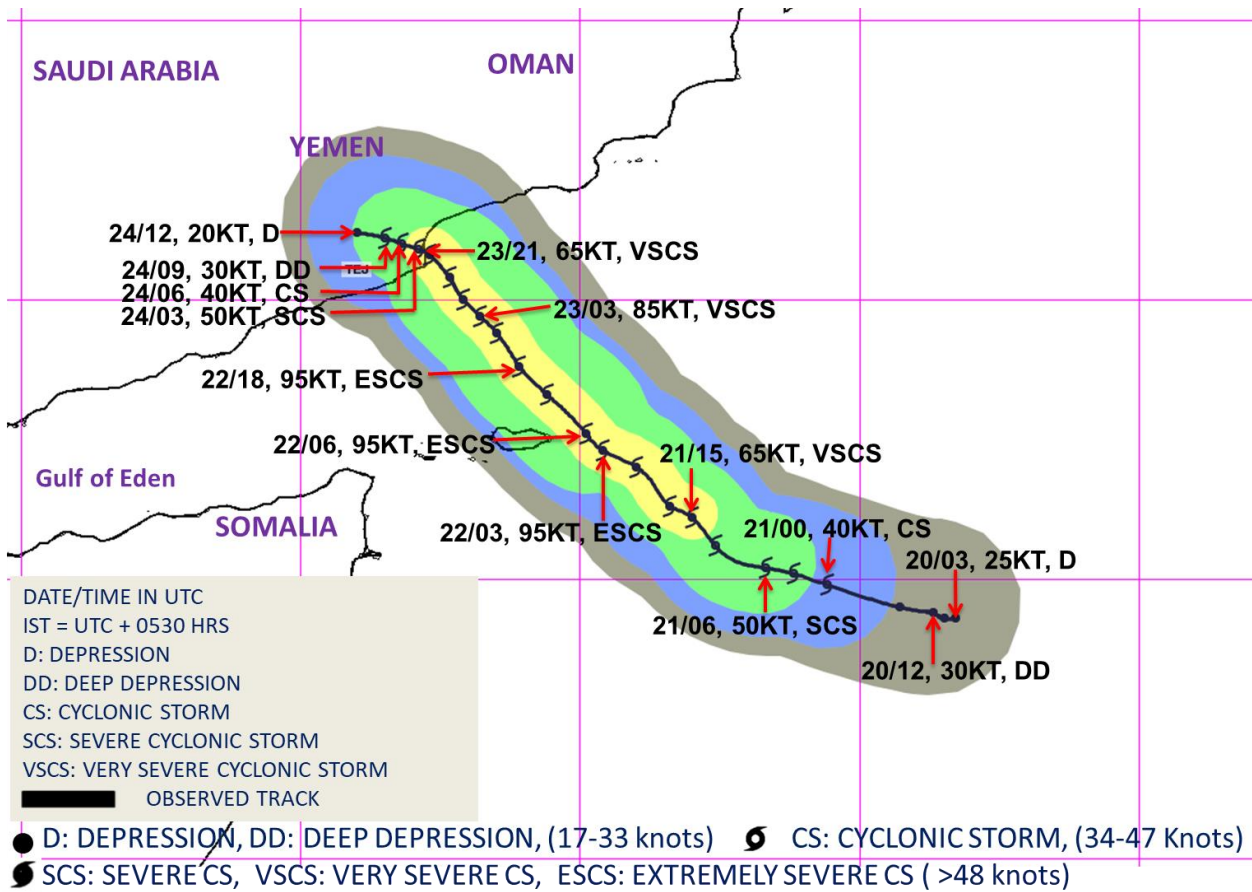 SAUDI ARABIA
OMAN
YEMEN
24/12, 20KT, D
23/21, 65KT, VSCS
24/09, 30KT, DD
TEJ
24/06, 40KT, CS
24/03, 50KT, SCS
23/03, 85KT, VSCS
22/18, 95KT, ESCS
22/06, 95KT, ESCS
21/15, 65KT, VSCS
Gulf of Eden
SOMALIA
22/03, 95KT, ESCS
21/00, 40KT, CS
20/03, 25KT, D
21/06, 50KT, SCS
20/12, 30KT, DD
DATE/TIME IN UTC
IST = UTC + 0530 HRS
D: DEPRESSION
DD: DEEP DEPRESSION
CS: CYCLONIC STORM
SCS: SEVERE CYCLONIC STORM
VSCS: VERY SEVERE CYCLONIC STORM
OBSERVED TRACK
D: DEPRESSION, DD: DEEP DEPRESSION, (17-33 knots) CS: CYCLONIC STORM, (34-47 Knots)
SCS: SEVERE CS, VSCS: VERY SEVERE CS, ESCS: EXTREMELY SEVERE CS ( >48 knots)